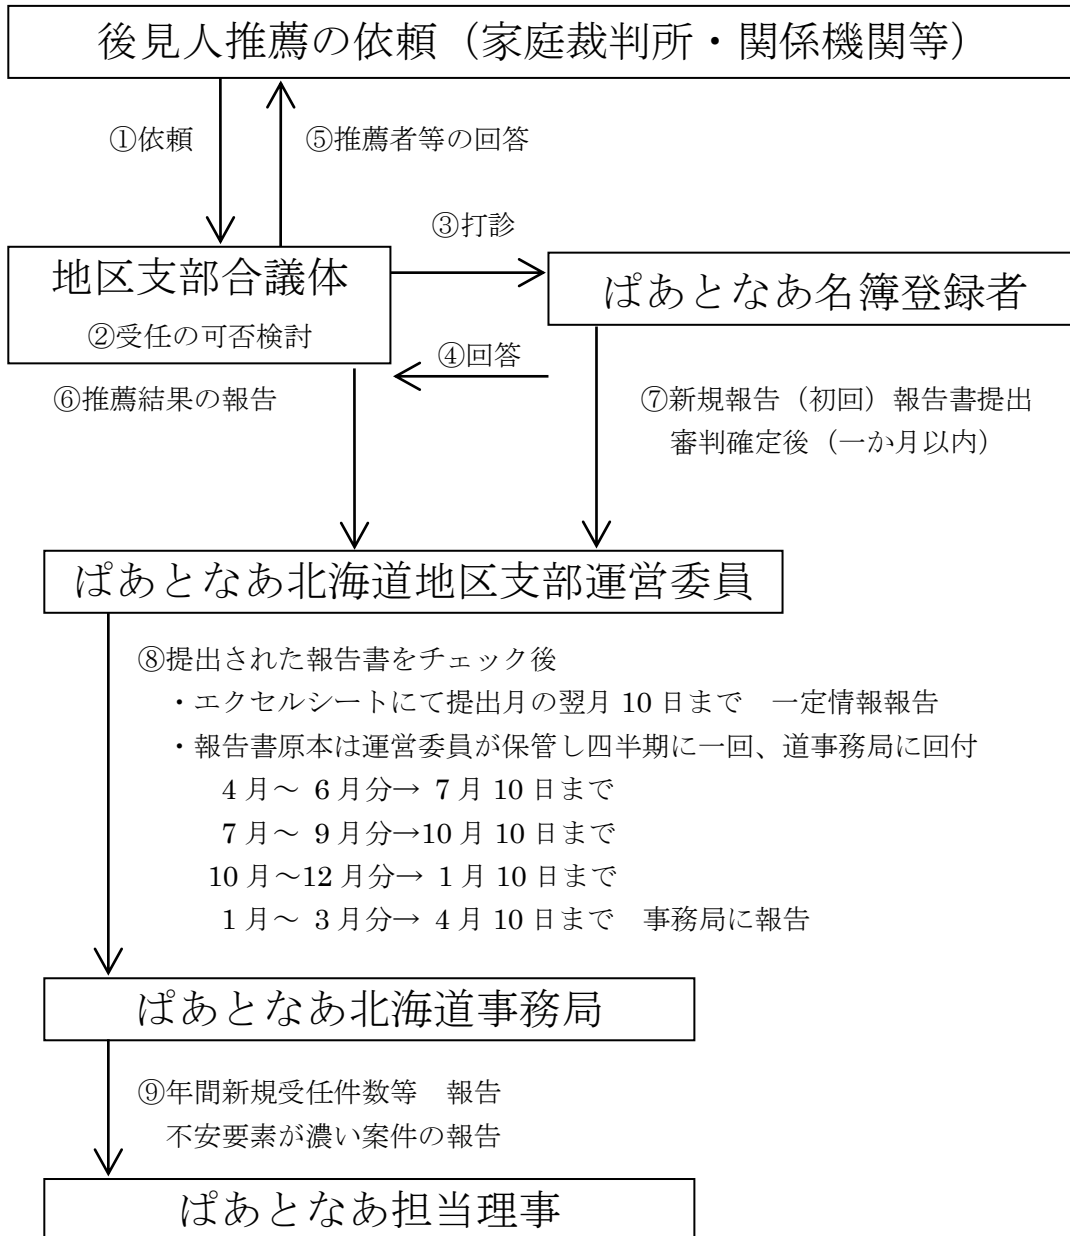 後見人推薦の依頼（家庭裁判所・関係機関等）
①依頼
⑤推薦者等の回答
③打診
地区支部合議体
②受任の可否検討
ぱあとなあ名簿登録者
④回答
⑥推薦結果の報告
⑦新規報告（初回）報告書提出
審判確定後（一か月以内）
ぱあとなあ北海道地区支部運営委員
⑧提出された報告書をチェック後
・エクセルシートにて提出月の翌月 10 日まで　一定情報報告
・報告書原本は運営委員が保管し四半期に一回、道事務局に回付
4 月～ 6 月分→ 7 月 10 日まで
7 月～ 9 月分→10 月 10 日まで
10 月～12 月分→ 1 月 10 日まで
1 月～ 3 月分→ 4 月 10 日まで　事務局に報告
ぱあとなあ北海道事務局
⑨年間新規受任件数等　報告
不安要素が濃い案件の報告
ぱあとなあ担当理事